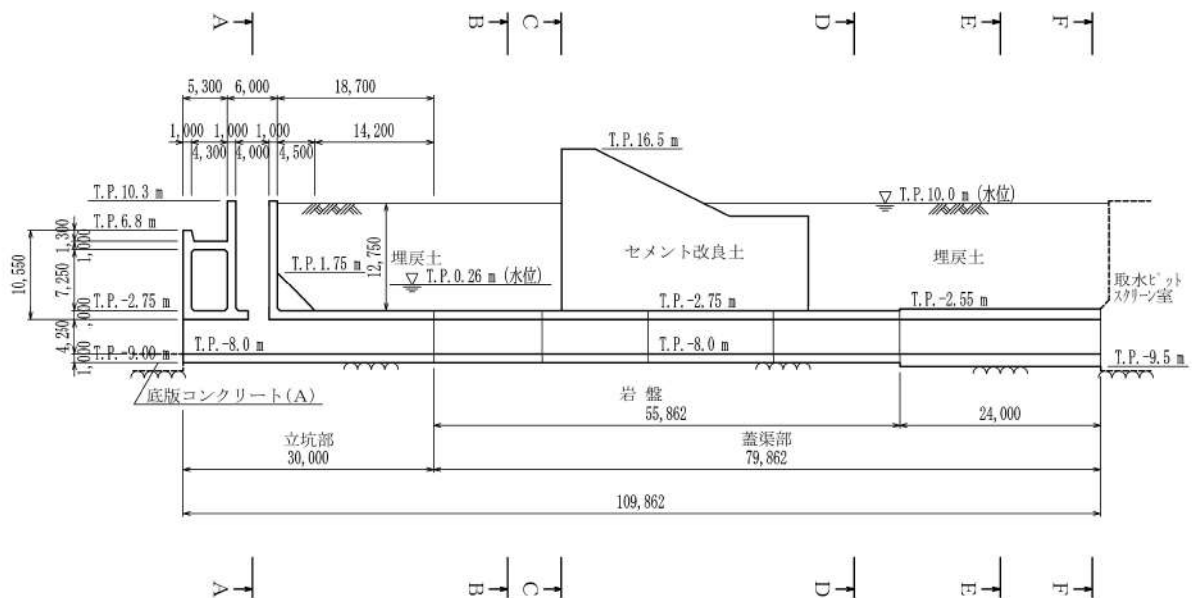 A B C D E F
5,300 6,000 18,700
1,000 1,000 1,000 14,200
4,300 4,000 4,500
T.P.16.5 m
T.P.10.3 m
T.P.10.0 m (水位)
T.P.6.8 m
1,300
1,000
10,550
7,250
12,750
埋戻土
セメント改良土
埋戻土
取水ピット
スクリーン室
T.P.1.75 m
T.P.0.26 m (水位)
T.P.-2.75 m
T.P.-2.75 m
T.P.-2.55 m
4,250
T.P.-8.0 m
T.P.-8.0 m
T.P.-9.00 m
T.P.-9.5 m
1,000
底版コンクリート(A)
岩 盤
55,862 24,000
立坑部
蓋渠部
30,000
79,862
109,862
A B C D E F